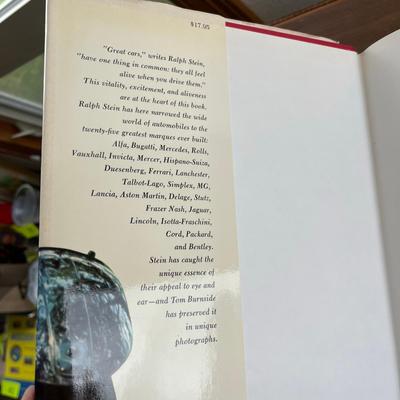 $17.95
"Great cars," writes Ralph Stein,
"have one thing in common: they all feel
alive when you drive them."
This vitality, excitement, and aliveness
are at the heart of this book.
Ralph Stein has here narrowed the wide
world of automobiles to the
twenty-five greatest marques ever built:
Alfa, Bugatti, Mercedes, Rolls,
Vauxhall, Invicta, Mercer, Hispano-Suiza,
Duesenberg, Ferrari, Lanchester,
Talbot-Lago, Simplex, MG,
Lancia, Aston Martin, Delage, Stutz,
Frazer Nash, Jaguar,
Lincoln, Isotta-Fraschini,
Cord, Packard,
and Bentley.
Stein has caught the
unique essence of
their appeal to eye and
ear—and Tom Burnside
has preserved it
in unique
photographs.